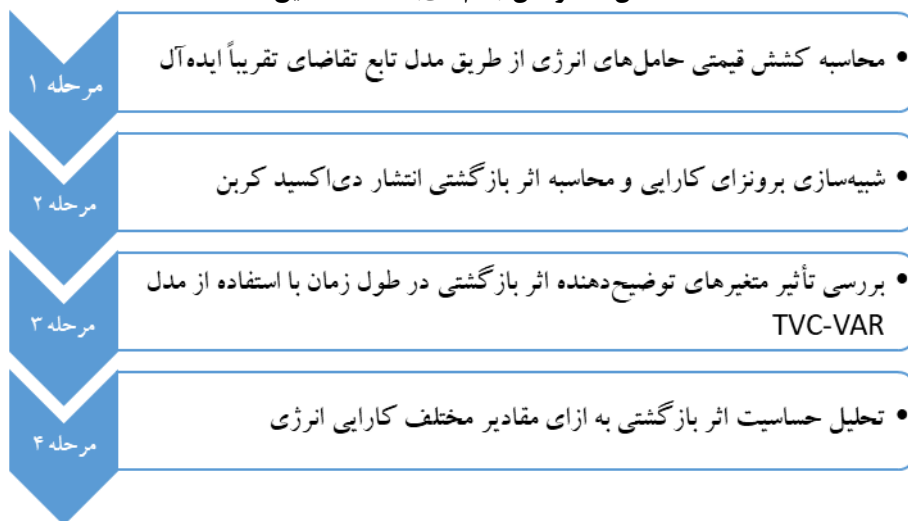 مرحله ۱
• محاسبه کشش قیمتی حامل‌های انرژی از طریق مدل تابع تقاضای تقریباً ایده‌آل
مرحله ۲
• شبیه‌سازی برونزای کارایی و محاسبه اثر بازگشتی انتشار دی‌اکسید کربن
مرحله ۳
• بررسی تأثیر متغیرهای توضیح‌دهنده اثر بازگشتی در طول زمان با استفاده از مدل
TVC-VAR
مرحله ۴
• تحلیل حساسیت اثر بازگشتی به ازای مقادیر مختلف کارایی انرژی